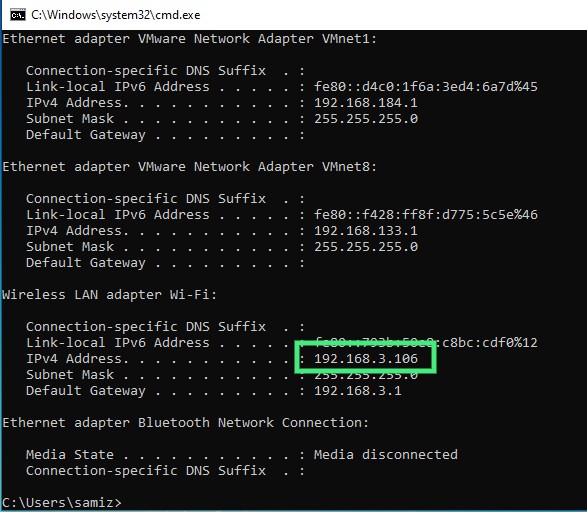 C:\Windows\system32\cmd.exe
Ethernet adapter VMware Network Adapter VMnet1:
Connection-specific DNS Suffix  . :
Link-local IPv6 Address . . . . . : fe80::d4c0:1f6a:3ed4:6a7d%45
IPv4 Address. . . . . . . . . . . : 192.168.184.1
Subnet Mask . . . . . . . . . . . : 255.255.255.0
Default Gateway . . . . . . . . . :
Ethernet adapter VMware Network Adapter VMnet8:
Connection-specific DNS Suffix  . :
Link-local IPv6 Address . . . . . : fe80::f428:ff8f:d775:5c5e%46
IPv4 Address. . . . . . . . . . . : 192.168.133.1
Subnet Mask . . . . . . . . . . . : 255.255.255.0
Default Gateway . . . . . . . . . :
Wireless LAN adapter Wi-Fi:
Connection-specific DNS Suffix  . :
Link-local IPv6 Address . . . . . :
IPv4 Address. . . . . . . . . . . : 192.168.3.106
Subnet Mask . . . . . . . . . . . : 255.255.255.0
Default Gateway . . . . . . . . . : 192.168.3.1
Ethernet adapter Bluetooth Network Connection:
Media State . . . . . . . . . . . : Media disconnected
Connection-specific DNS Suffix  . :
C:\Users\samiz>